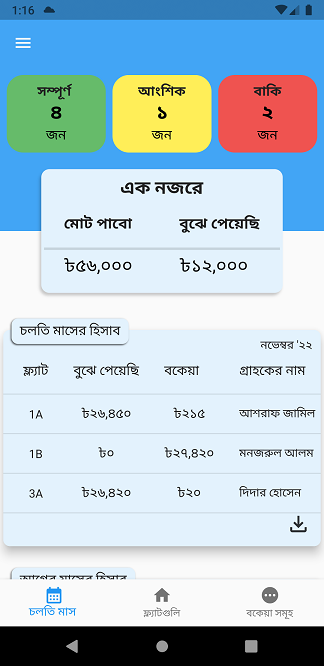 1:16
সম্পূর্ণ আংশিক বাকি
৪ ১ ২
জন জন জন
এক নজরে
মোট পাবো বুঝে পেয়েছি
৳৫৬,০০০ ৳১২,০০০
চলতি মাসের হিসাব
নভেম্বর '২২
ফ্ল্যাট বুঝে পেয়েছি বকেয়া গ্রাহকের নাম
1A ৳২৬,৪৫০ ৳২১৫ আশরাফ জামিল
1B ৳০ ৳২৭,৪২০ মনজরুল আলম
3A ৳২৬,৪২০ ৳২০ দিদার হোসেন
আগের মাসের হিসাব
চলতি মাস ফ্ল্যাটগুলি বকেয়া সমূহ